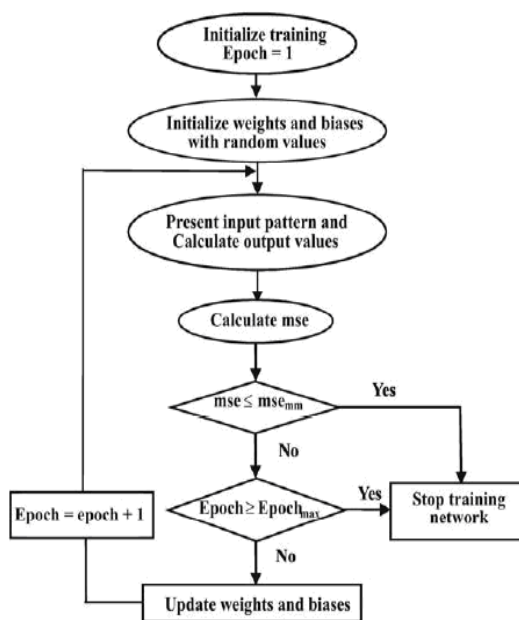 Initialize training
Epoch = 1
Initialize weights and biases
with random values
Present input pattern and
Calculate output values
Calculate mse
mse ≤ mse_mm
Yes
No
Epoch ≥ Epoch_max
Yes
Stop training
network
Epoch = epoch + 1
No
Update weights and biases